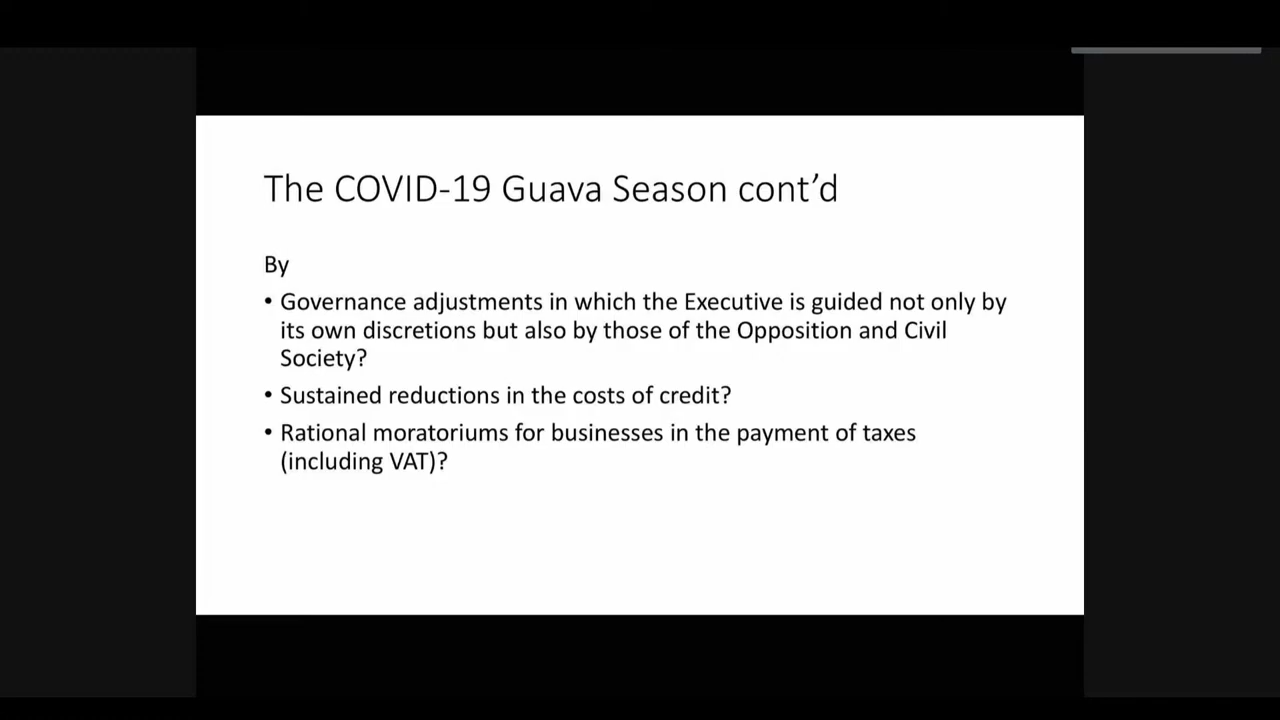 The COVID-19 Guava Season cont’d
By
• Governance adjustments in which the Executive is guided not only by
its own discretions but also by those of the Opposition and Civil
Society?
• Sustained reductions in the costs of credit?
• Rational moratoriums for businesses in the payment of taxes
(including VAT)?